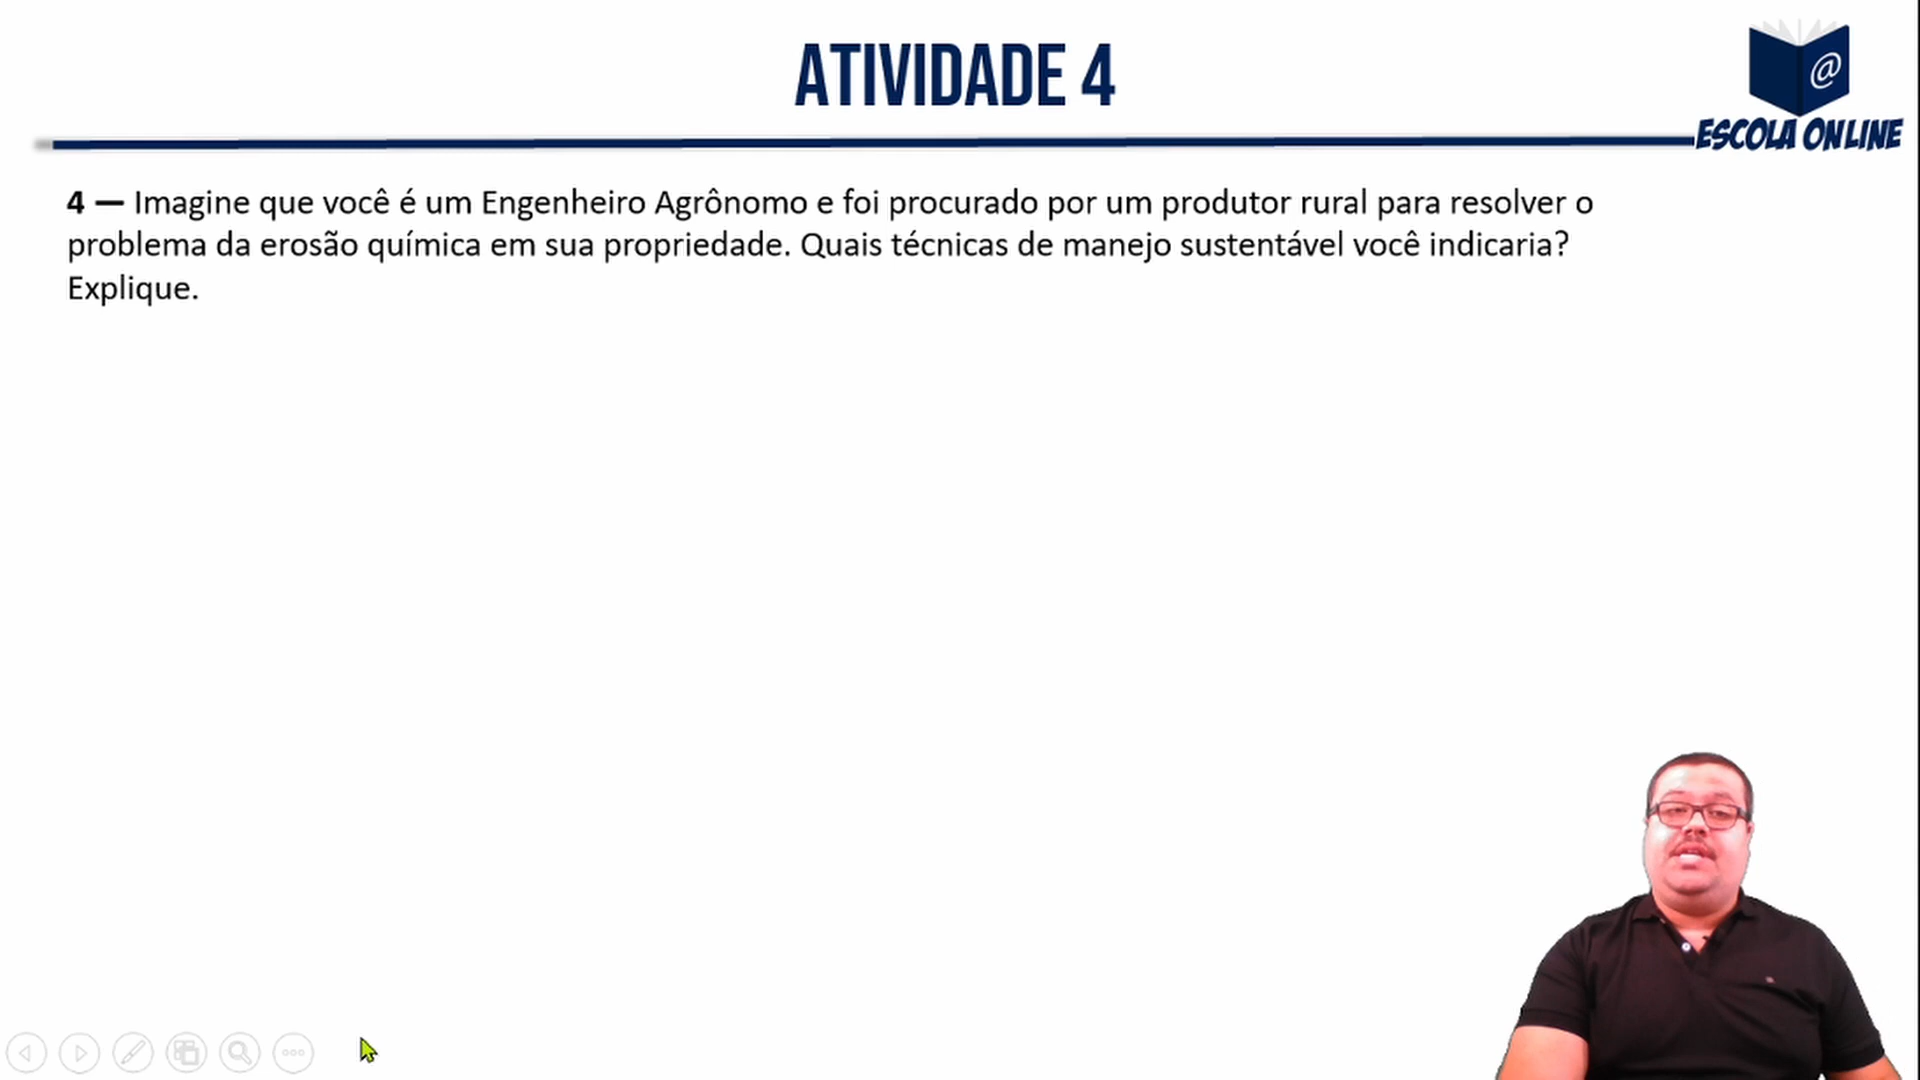 ATIVIDADE 4
@
ESCOLA ONLINE
4 — Imagine que você é um Engenheiro Agrônomo e foi procurado por um produtor rural para resolver o
problema da erosão química em sua propriedade. Quais técnicas de manejo sustentável você indicaria?
Explique.